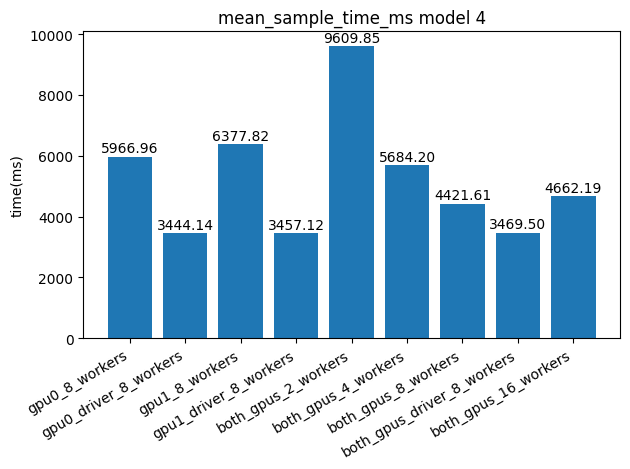 mean_sample_time_ms model 4
time(ms)
10000
8000
6000
4000
2000
0
5966.96
3444.14
6377.82
3457.12
9609.85
5684.20
4421.61
3469.50
4662.19
gpu0_8_workers
gpu0_driver_8_workers
gpu1_8_workers
gpu1_driver_8_workers
both_gpus_2_workers
both_gpus_4_workers
both_gpus_8_workers
both_gpus_driver_8_workers
both_gpus_16_workers